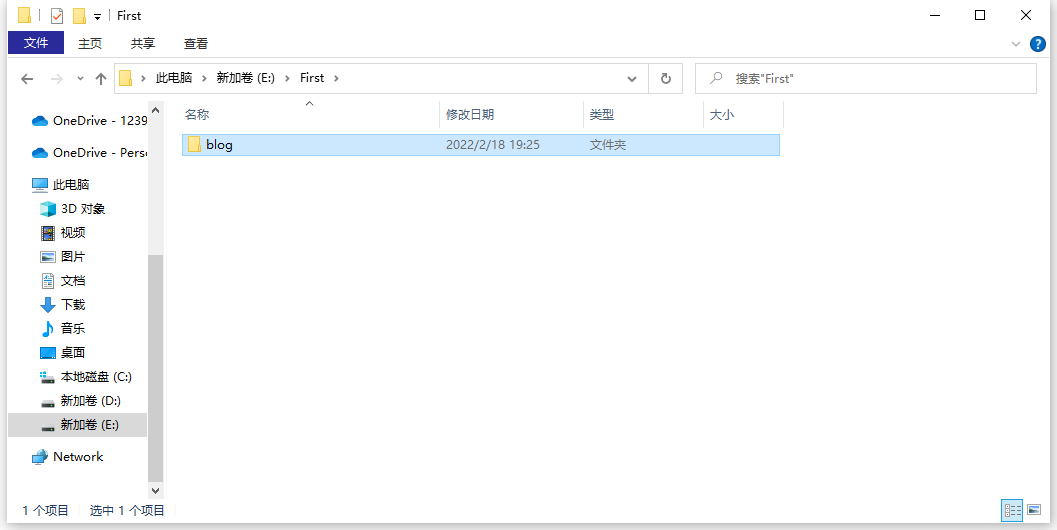 First
文件 主页 共享 查看
此电脑 新加卷 (E:) First 搜索"First"
名称 修改日期 类型 大小
blog 2022/2/18 19:25 文件夹
OneDrive - 1239
OneDrive - Pers
此电脑
3D 对象
视频
图片
文档
下载
音乐
桌面
本地磁盘 (C:)
新加卷 (D:)
新加卷 (E:)
Network
1 个项目 选中 1 个项目